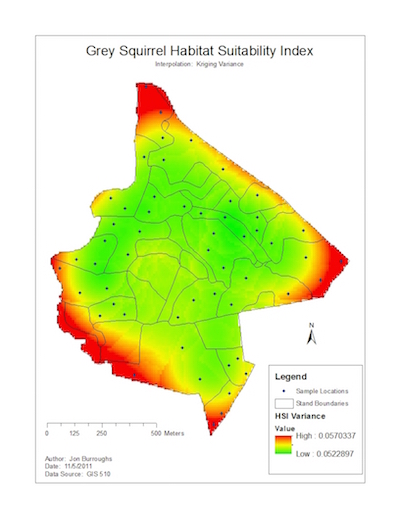 Grey Squirrel Habitat Suitability Index
Interpolation: Kriging Variance
N
Legend
Sample Locations
Stand Boundaries
HSI Variance
Value
High : 0.0570337
Low : 0.0522897
0 125 250 500 Meters
Author: Jon Burroughs
Date: 11/5/2011
Data Source: GIS 510